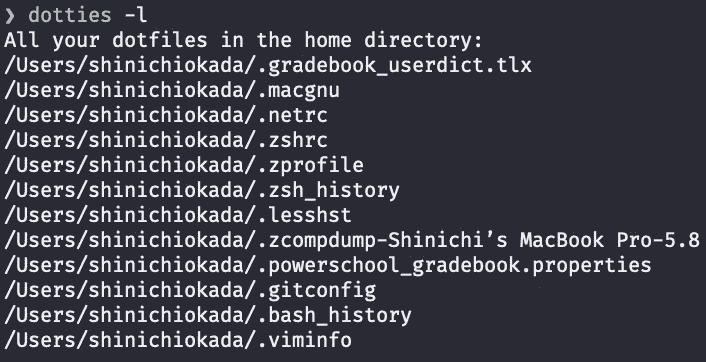 ❯ dotties -l
All your dotfiles in the home directory:
/Users/shinichiokada/.gradebook_userdict.tlx
/Users/shinichiokada/.macgnu
/Users/shinichiokada/.netrc
/Users/shinichiokada/.zshrc
/Users/shinichiokada/.zprofile
/Users/shinichiokada/.zsh_history
/Users/shinichiokada/.lesshst
/Users/shinichiokada/.zcompdump-Shinichi’s MacBook Pro-5.8
/Users/shinichiokada/.powerschool_gradebook.properties
/Users/shinichiokada/.gitconfig
/Users/shinichiokada/.bash_history
/Users/shinichiokada/.viminfo